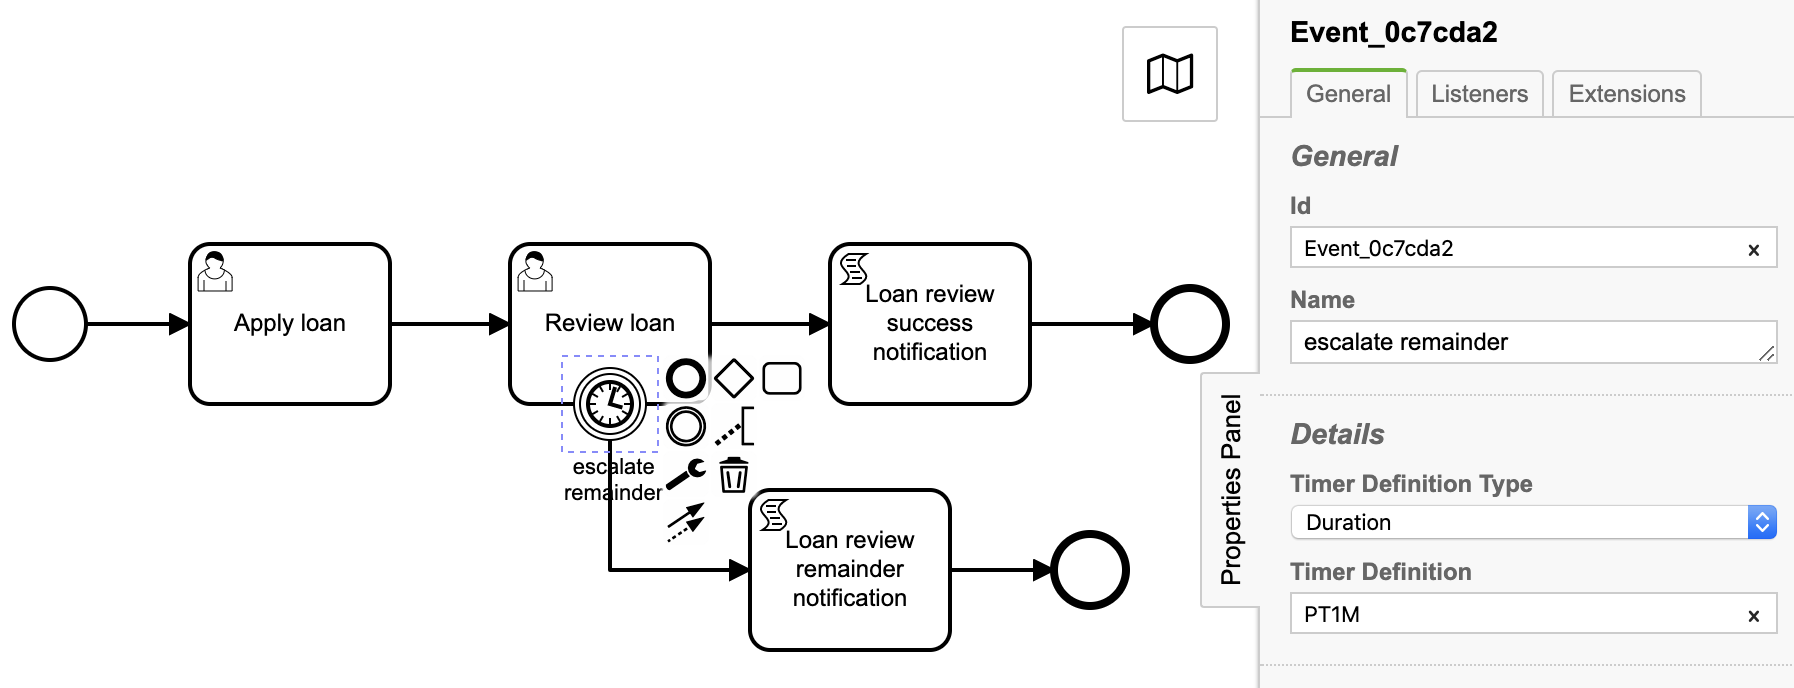 Apply loan
Review loan
Loan review
success
notification
escalate
remainder
Loan review
remainder
notification
Properties Panel
Event_0c7cda2
General
Listeners
Extensions
General
Id
Event_0c7cda2
Name
escalate remainder
Details
Timer Definition Type
Duration
Timer Definition
PT1M